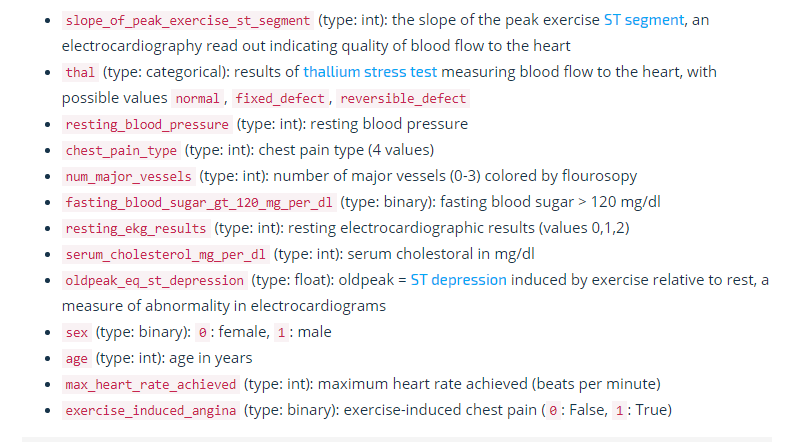 slope_of_peak_exercise_st_segment (type: int): the slope of the peak exercise ST segment, an
electrocardiography read out indicating quality of blood flow to the heart
thal (type: categorical): results of thallium stress test measuring blood flow to the heart, with
possible values normal, fixed_defect, reversible_defect
resting_blood_pressure (type: int): resting blood pressure
chest_pain_type (type: int): chest pain type (4 values)
num_major_vessels (type: int): number of major vessels (0-3) colored by flourosopy
fasting_blood_sugar_gt_120_mg_per_dl (type: binary): fasting blood sugar > 120 mg/dl
resting_ekg_results (type: int): resting electrocardiographic results (values 0,1,2)
serum_cholesterol_mg_per_dl (type: int): serum cholestoral in mg/dl
oldpeak_eq_st_depression (type: float): oldpeak = ST depression induced by exercise relative to rest, a
measure of abnormality in electrocardiograms
sex (type: binary): 0: female, 1: male
age (type: int): age in years
max_heart_rate_achieved (type: int): maximum heart rate achieved (beats per minute)
exercise_induced_angina (type: binary): exercise-induced chest pain (0: False, 1: True)